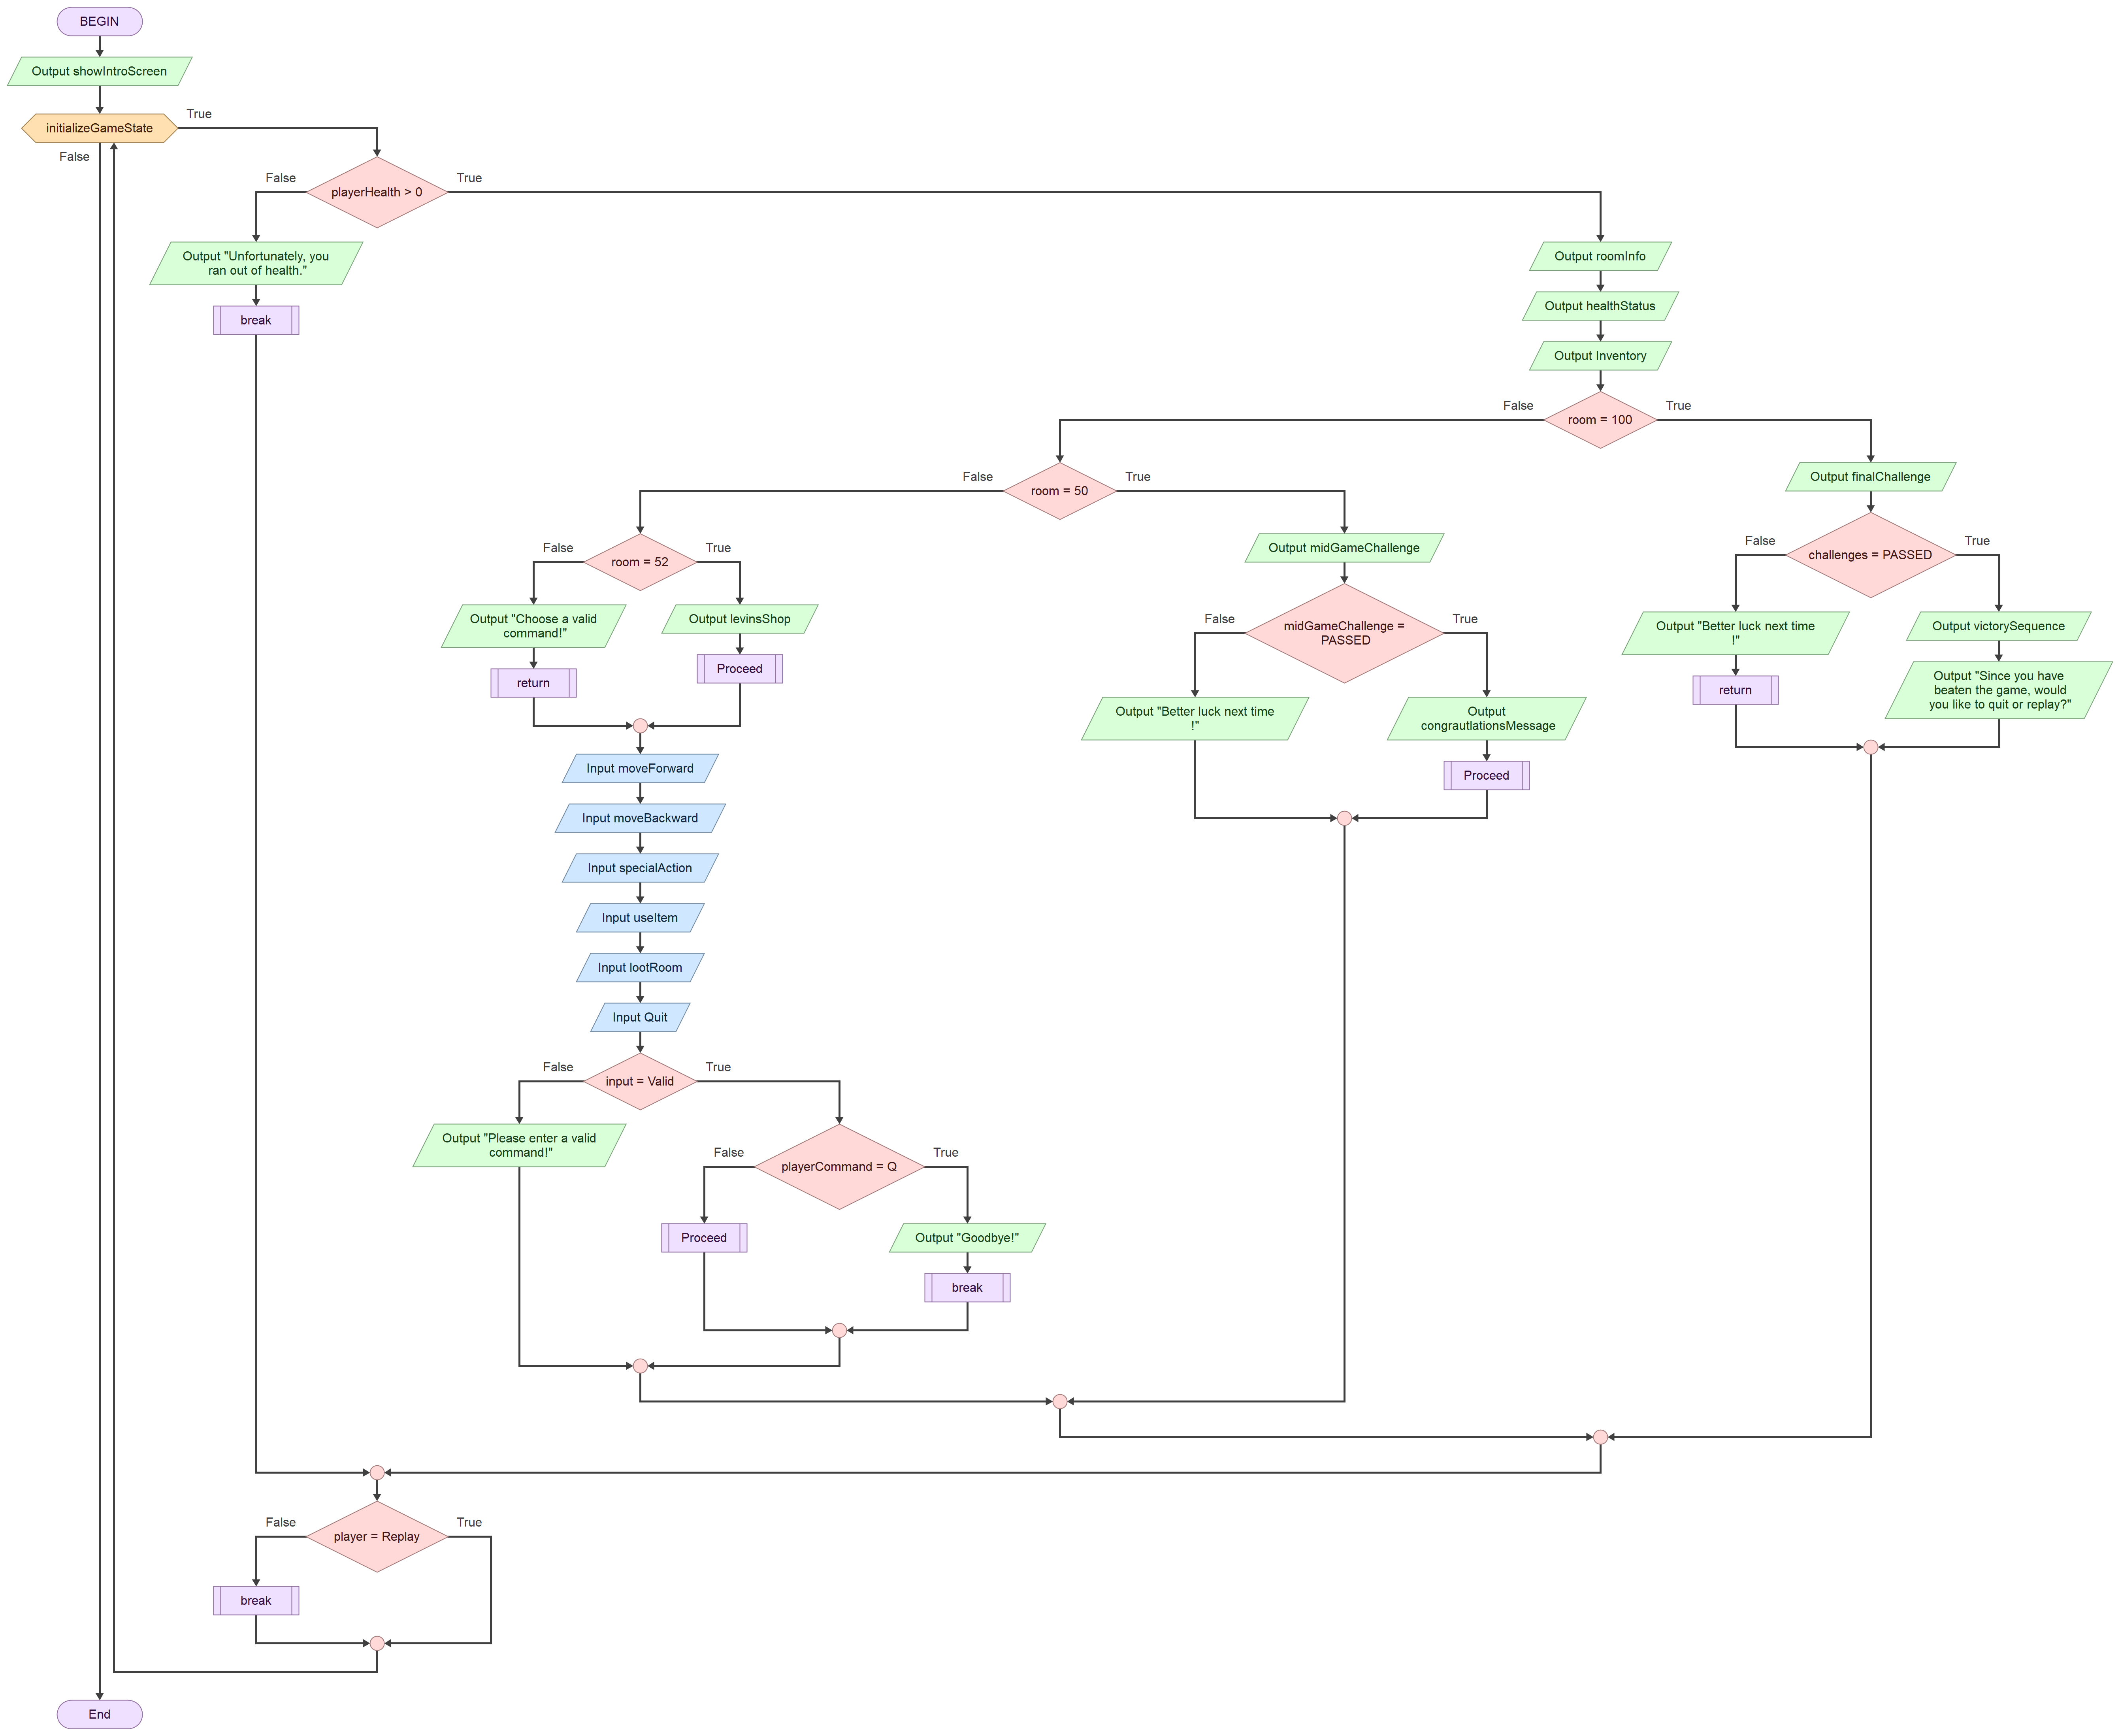 BEGIN
Output showIntroScreen
True
initializeGameState
False
False
playerHealth > 0
True
Output "Unfortunately, you
ran out of health."
break
Output roomInfo
Output healthStatus
Output Inventory
False
room = 100
True
False
room = 50
True
Output finalChallenge
False
room = 52
True
Output midGameChallenge
False
challenges = PASSED
True
Output "Choose a valid
command!"
return
Output levinsShop
Proceed
False
midGameChallenge =
PASSED
True
Output "Better luck next time
!"
return
Output victorySequence
Output "Since you have
beaten the game, would
you like to quit or replay?"
Output "Better luck next time
!"
Output
congrautlationsMessage
Proceed
Input moveForward
Input moveBackward
Input specialAction
Input useItem
Input lootRoom
Input Quit
False
input = Valid
True
Output "Please enter a valid
command!"
False
playerCommand = Q
True
Proceed
Output "Goodbye!"
break
False
player = Replay
True
break
End